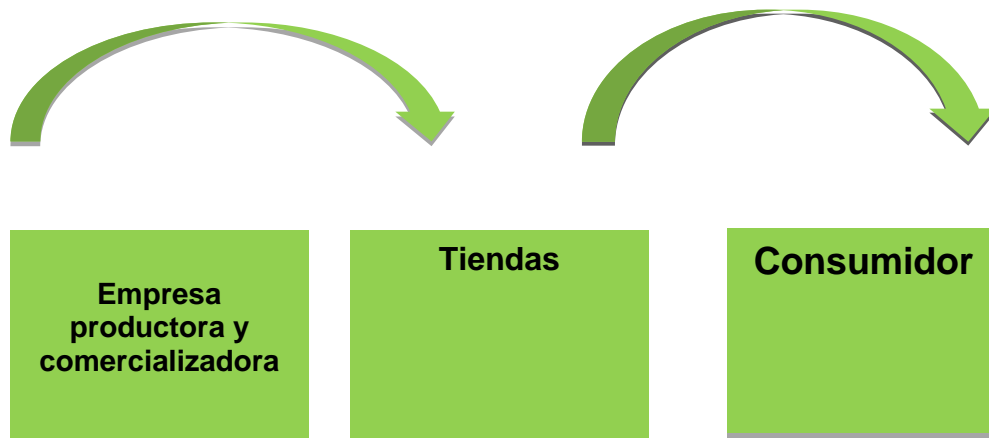 Empresa
productora y
comercializadora
Tiendas
Consumidor